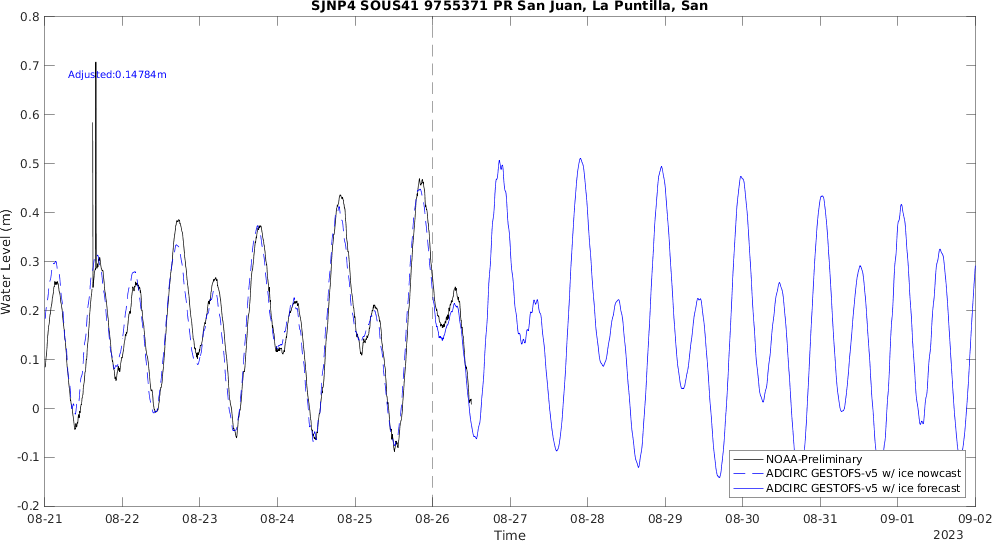 SJNP4 SOUS41 9755371 PR San Juan, La Puntilla, San
0.8
0.7
0.6
0.5
0.4
0.3
0.2
0.1
0
-0.1
-0.2
Water Level (m)
Adjusted:0.14784m
NOAA-Preliminary
ADCIRC GESTOFS-v5 w/ ice nowcast
ADCIRC GESTOFS-v5 w/ ice forecast
08-21 08-22 08-23 08-24 08-25 08-26 08-27 08-28 08-29 08-30 08-31 09-01 09-02
Time
2023